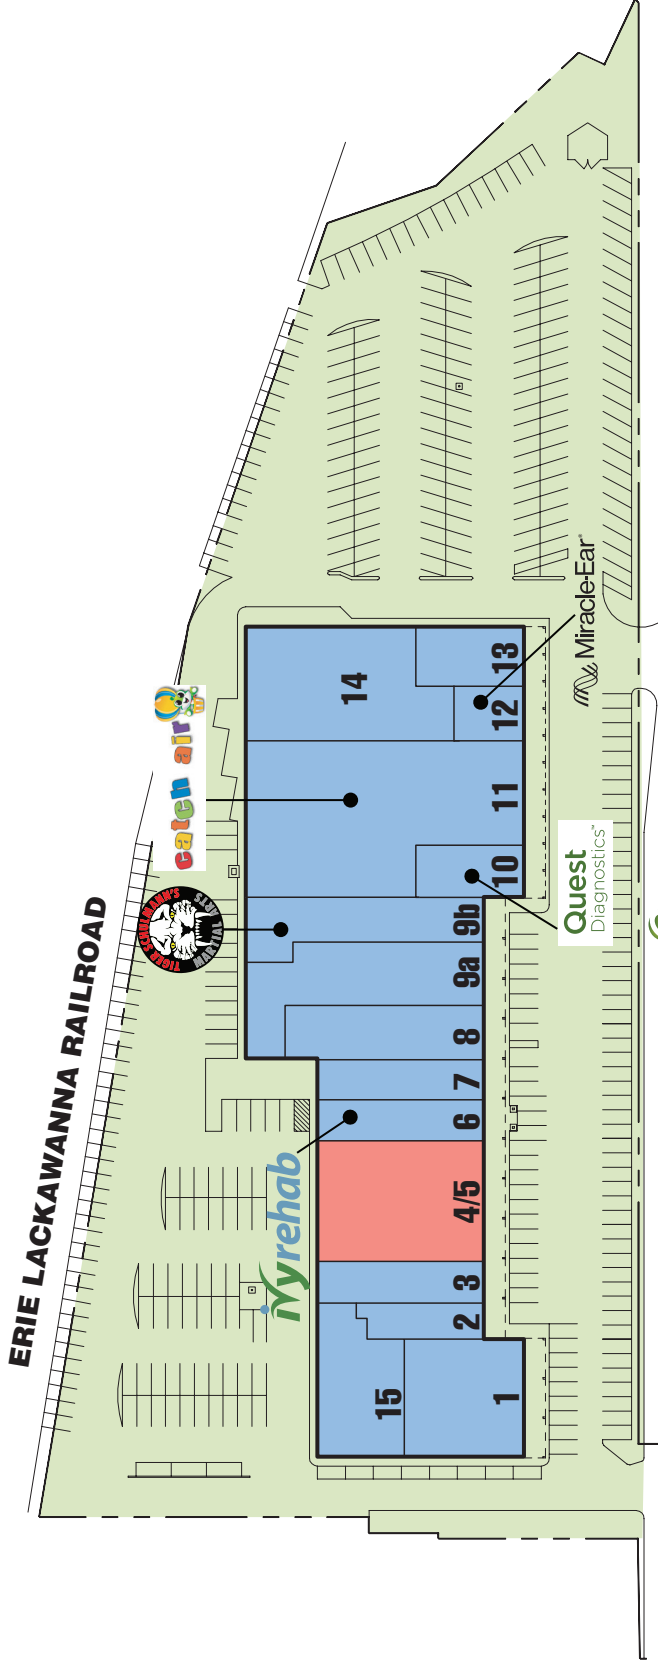 ERIE LACKAWANNA RAILROAD
TIGER SCHULMANN'S
MARTIAL ARTS
catch air
ivyrehab
Quest
Diagnostics™
Miracle-Ear®
1
15
2
3
4/5
6
7
8
9a
9b
10
11
12
13
14